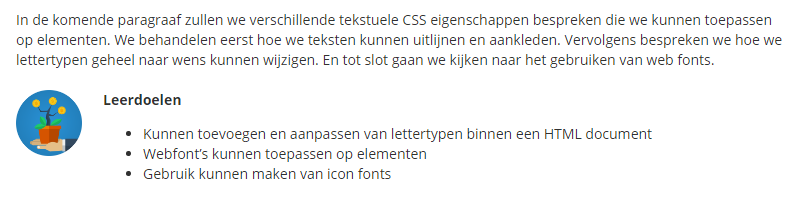 In de komende paragraaf zullen we verschillende tekstuele CSS eigenschappen bespreken die we kunnen toepassen
op elementen. We behandelen eerst hoe we teksten kunnen uitlijnen en aankleden. Vervolgens bespreken we hoe we
lettertypen geheel naar wens kunnen wijzigen. En tot slot gaan we kijken naar het gebruiken van web fonts.
Leerdoelen
• Kunnen toevoegen en aanpassen van lettertypen binnen een HTML document
• Webfont's kunnen toepassen op elementen
• Gebruik kunnen maken van icon fonts